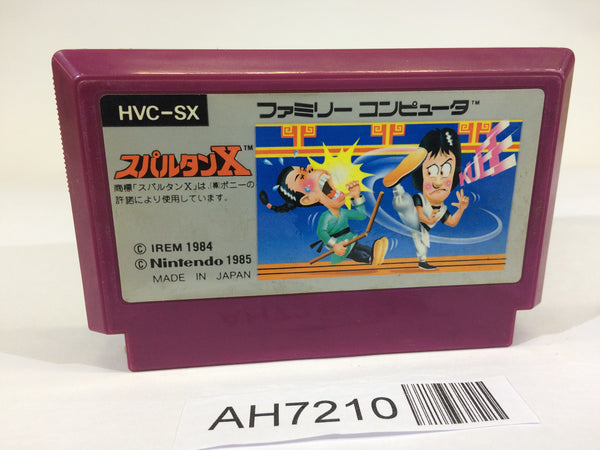 HVC-SX
ファミリー コンピュータ™
スパルタンX™
商標「スパルタンX」は、(株)ポニーの
許諾により使用しています。
© IREM 1984
© Nintendo 1985
MADE IN JAPAN
AH7210